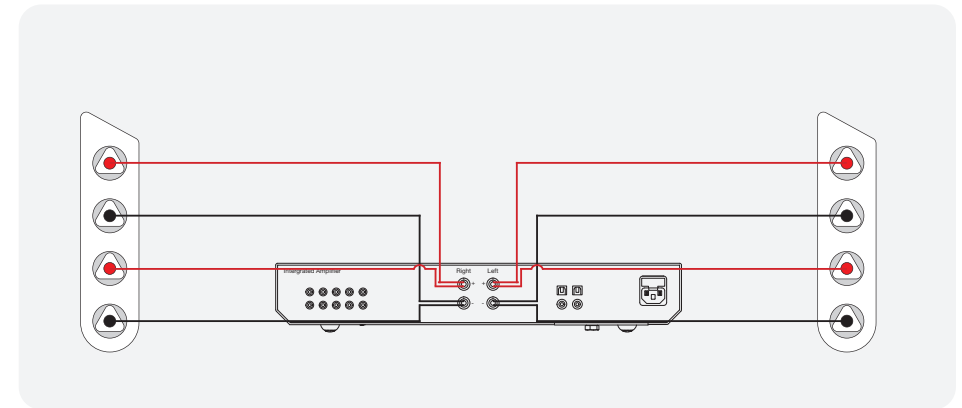 Intergrated Amplifier
Right Left
+ +
- -